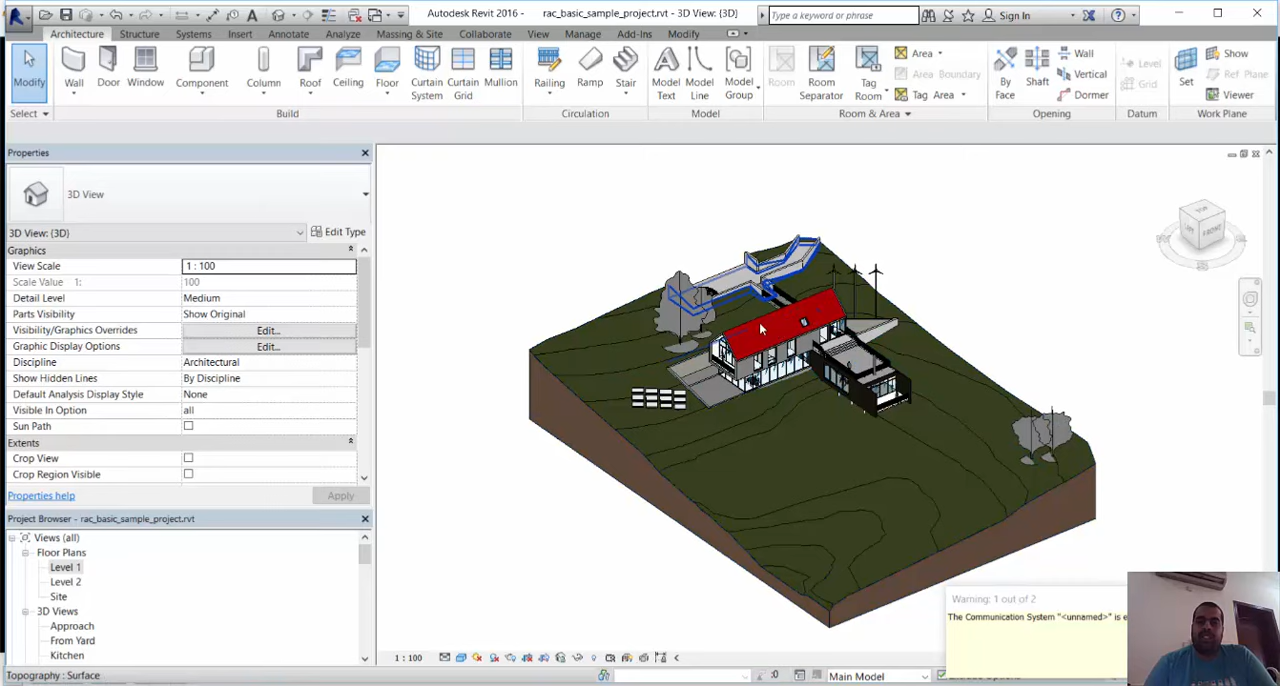 Autodesk Revit 2016 - rac_basic_sample_project.rvt - 3D View: {3D}
Type a keyword or phrase
Sign In
Architecture Structure Systems Insert Annotate Analyze Massing & Site Collaborate View Manage Add-Ins Modify
Modify Wall Door Window Component Column Roof Ceiling Floor Curtain System Curtain Grid Mullion Railing Ramp Stair Model Text Model Line Model Group Room Room Separator Tag Room Area Area Boundary Tag Area By Face Shaft Wall Vertical Dormer Level Grid Set Show Ref Plane Viewer
Select Build Circulation Model Room & Area Opening Datum Work Plane
Properties
3D View
3D View: {3D} Edit Type
Graphics
View Scale 1 : 100
Scale Value 1: 100
Detail Level Medium
Parts Visibility Show Original
Visibility/Graphics Overrides Edit...
Graphic Display Options Edit...
Discipline Architectural
Show Hidden Lines By Discipline
Default Analysis Display Style None
Visible In Option all
Sun Path
Extents
Crop View
Crop Region Visible
Properties help Apply
Project Browser - rac_basic_sample_project.rvt
Views (all)
Floor Plans
Level 1
Level 2
Site
3D Views
Approach
From Yard
Kitchen
FRONT
Warning: 1 out of 2
The Communication System "<unnamed>" is e
1 : 100
Topography : Surface
:0
Main Model